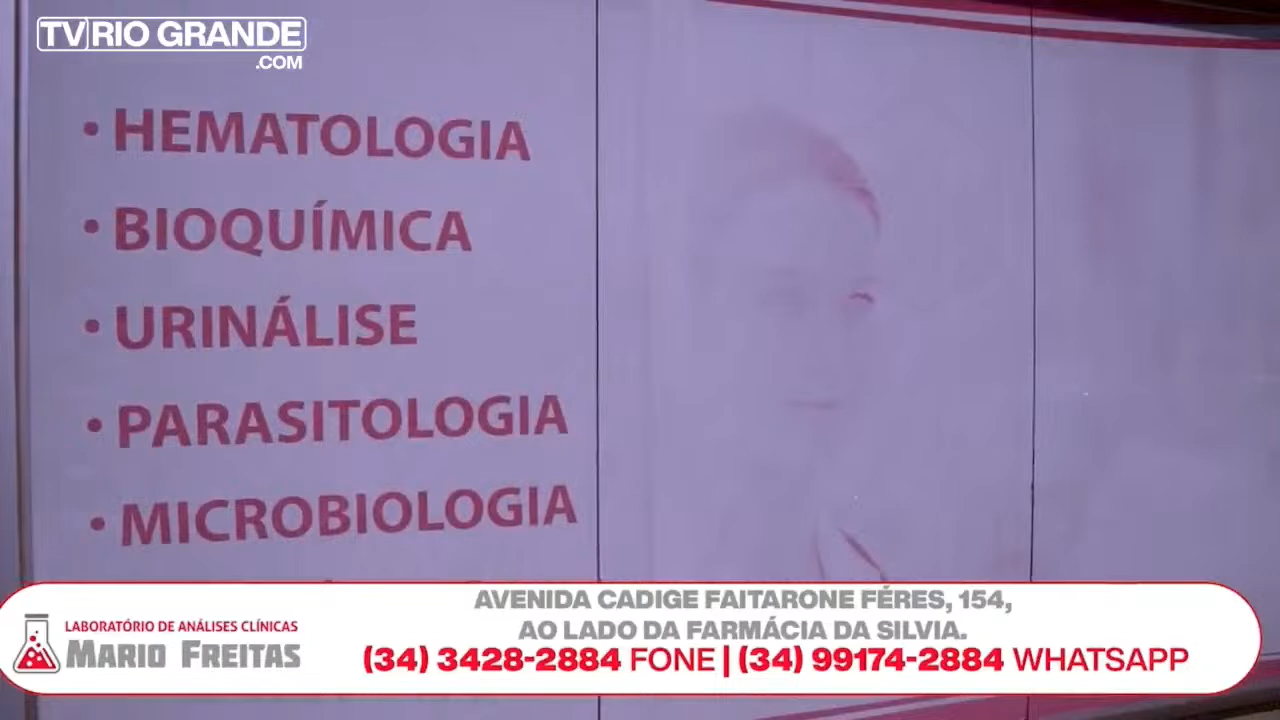 TV RIO GRANDE
.COM
• HEMATOLOGIA
• BIOQUÍMICA
• URINÁLISE
• PARASITOLOGIA
• MICROBIOLOGIA
LABORATÓRIO DE ANÁLISES CLÍNICAS
MARIO FREITAS
AVENIDA CADIGE FAITARONE FÉRES, 154,
AO LADO DA FARMÁCIA DA SILVIA.
(34) 3428-2884 FONE | (34) 99174-2884 WHATSAPP